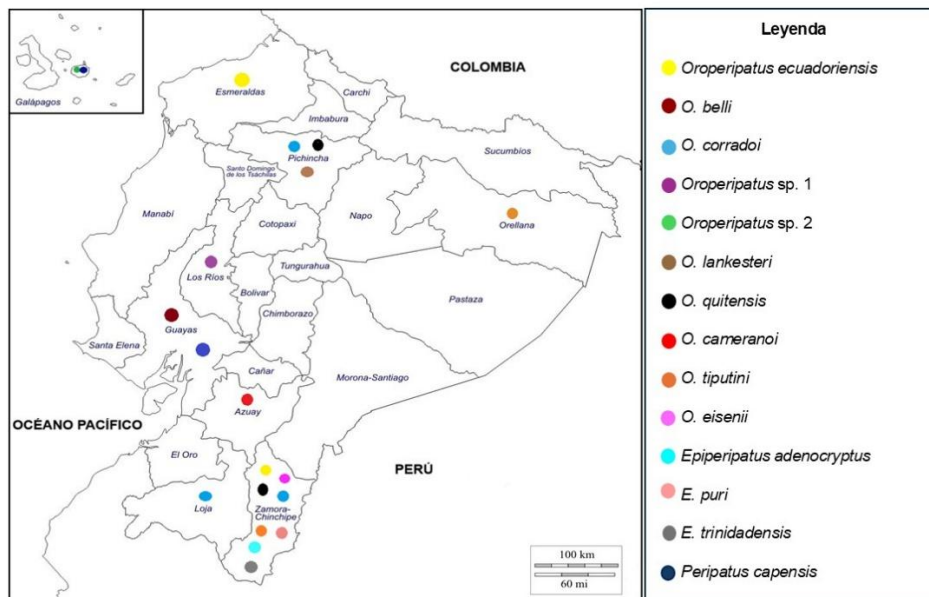 Galápagos
COLOMBIA
Esmeraldas
Carchi
Imbabura
Sucumbíos
Pichincha
Santo Domingo
de los Tsáchilas
Manabí
Cotopaxi
Napo
Orellana
Tungurahua
Los Ríos
Bolívar
Pastaza
Chimborazo
Guayas
Santa Elena
Cañar
Morona-Santiago
Azuay
OCÉANO PACÍFICO
El Oro
PERÚ
Loja
Zamora-
Chinchipe
100 km
60 mi
Leyenda
Oroperipatus ecuadoriensis
O. belli
O. corradoi
Oroperipatus sp. 1
Oroperipatus sp. 2
O. lankesteri
O. quitensis
O. cameranoi
O. tiputini
O. eisenii
Epiperipatus adenocryptus
E. puri
E. trinidadensis
Peripatus capensis